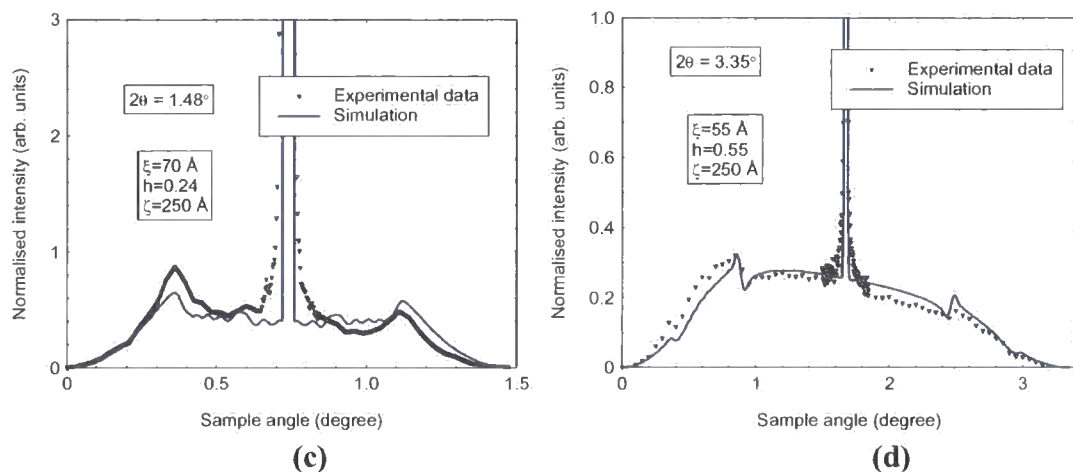 3
2
1
0
0
0.5
1.0
1.5
Normalised intensity (arb. units)
2θ = 1.48°
Experimental data
Simulation
ξ=70 Å
h=0.24
ζ=250 Å
Sample angle (degree)
(c)
1.0
0.8
0.6
0.4
0.2
0
0
1
2
3
Normalised intensity (arb. units)
2θ = 3.35°
Experimental data
Simulation
ξ=55 Å
h=0.55
ζ=250 Å
Sample angle (degree)
(d)